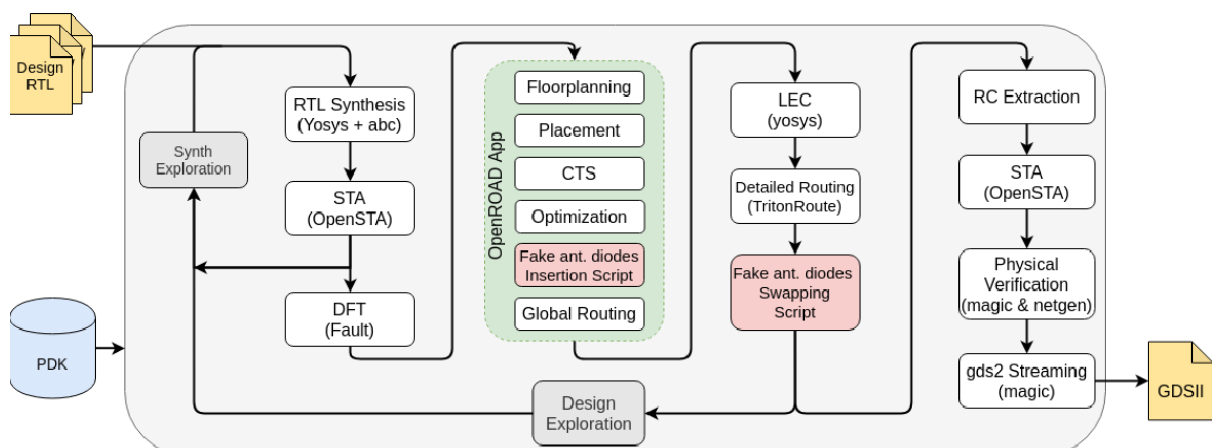 Design
RTL
PDK
Synth
Exploration
RTL Synthesis
(Yosys + abc)
STA
(OpenSTA)
DFT
(Fault)
OpenROAD App
Floorplanning
Placement
CTS
Optimization
Fake ant. diodes
Insertion Script
Global Routing
LEC
(yosys)
Detailed Routing
(TritonRoute)
Fake ant. diodes
Swapping
Script
Design
Exploration
RC Extraction
STA
(OpenSTA)
Physical
Verification
(magic & netgen)
gds2 Streaming
(magic)
GDSII